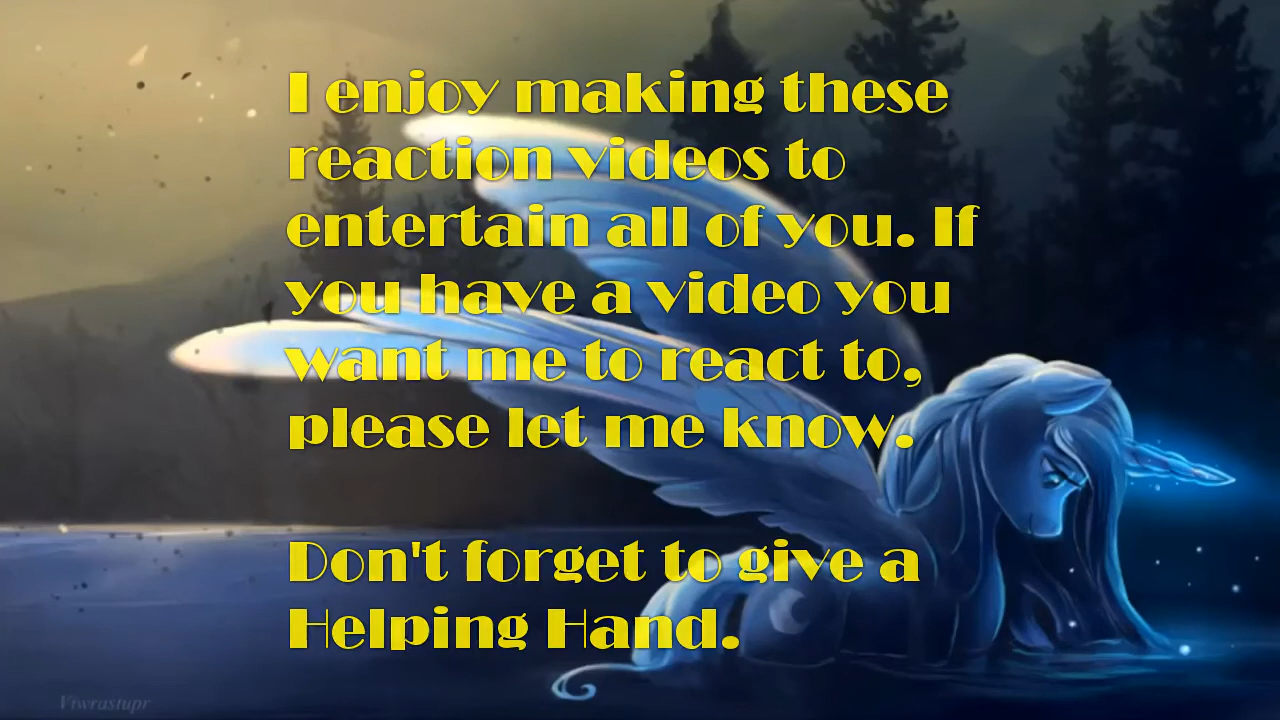 I enjoy making these
reaction videos to
entertain all of you. If
you have a video you
want me to react to,
please let me know.
Don't forget to give a
Helping Hand.
Viwrastupr